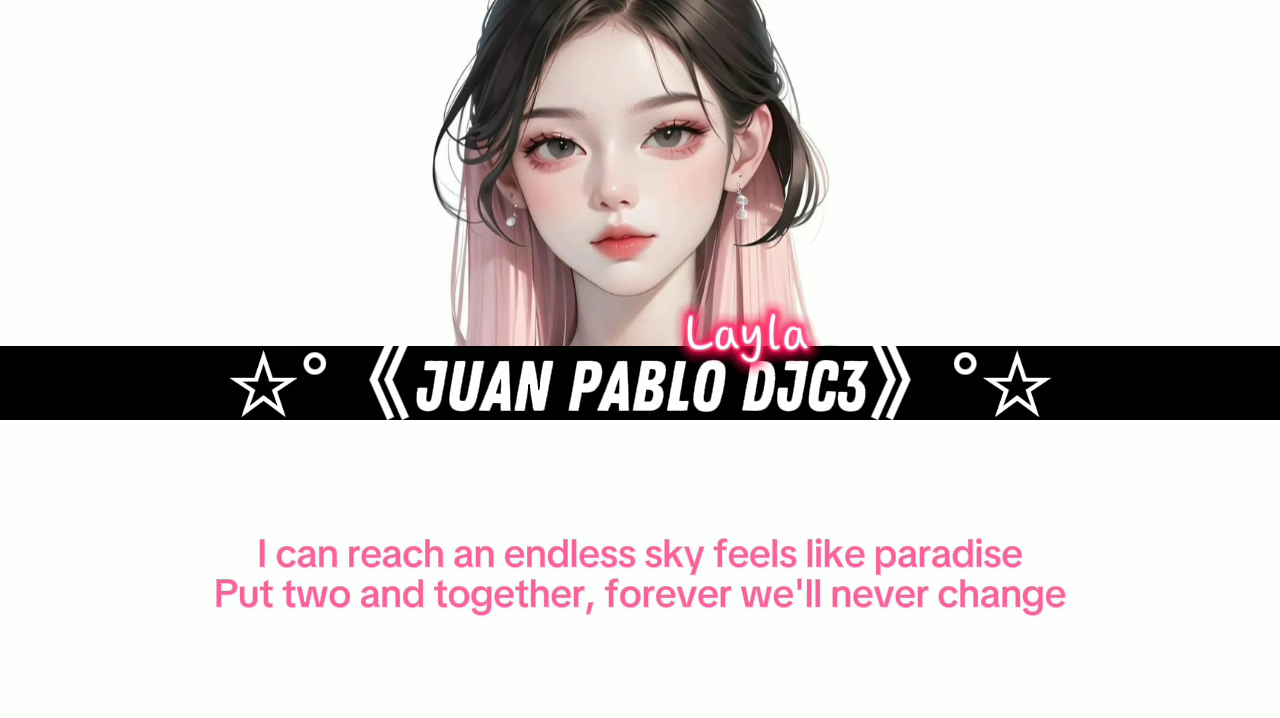 Layla
☆° 《JUAN PABLO DJC3》 °☆
I can reach an endless sky feels like paradise
Put two and together, forever we'll never change